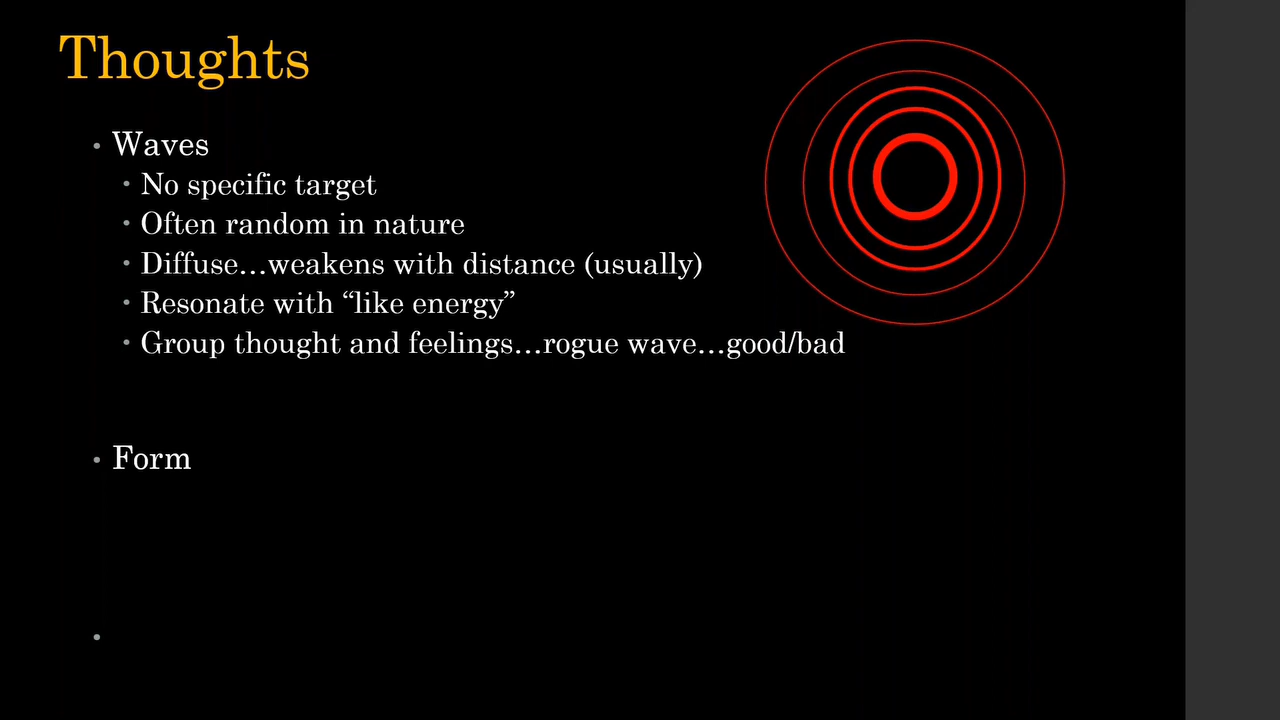 Thoughts
• Waves
• No specific target
• Often random in nature
• Diffuse…weakens with distance (usually)
• Resonate with “like energy”
• Group thought and feelings…rogue wave…good/bad
• Form
•